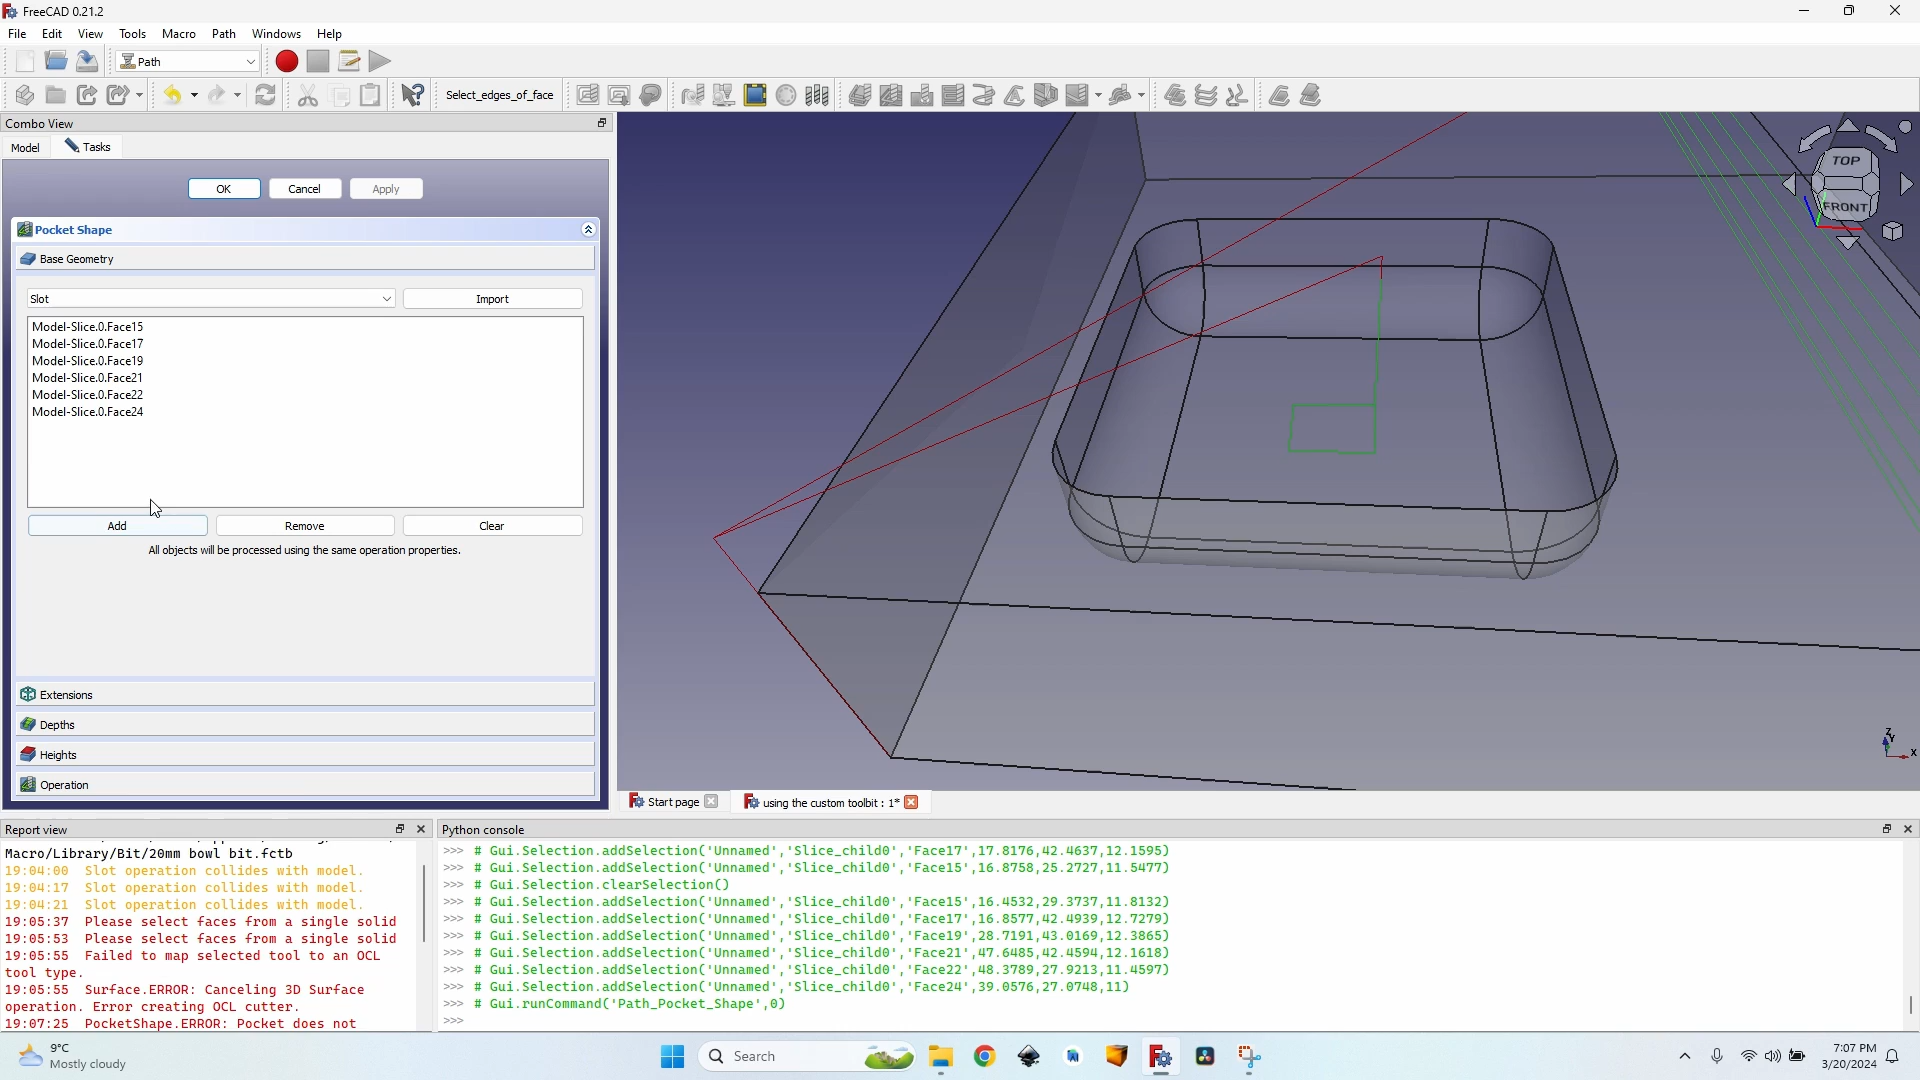 FreeCAD 0.21.2
File Edit View Tools Macro Path Windows Help
Path
Select_edges_of_face
Combo View
Model Tasks
OK Cancel Apply
Pocket Shape
Base Geometry
Slot Import
Model-Slice.0.Face15
Model-Slice.0.Face17
Model-Slice.0.Face19
Model-Slice.0.Face21
Model-Slice.0.Face22
Model-Slice.0.Face24
Add Remove Clear
All objects will be processed using the same operation properties.
Extensions
Depths
Heights
Operation
TOP
FRONT
Z
Y
X
Start page using the custom toolbit : 1*
Report view
Macro/Library/Bit/20mm bowl bit.fctb
19:04:00 Slot operation collides with model.
19:04:17 Slot operation collides with model.
19:04:21 Slot operation collides with model.
19:05:37 Please select faces from a single solid
19:05:53 Please select faces from a single solid
19:05:55 Failed to map selected tool to an OCL
tool type.
19:05:55 Surface.ERROR: Canceling 3D Surface
operation. Error creating OCL cutter.
19:07:25 PocketShape.ERROR: Pocket does not
Python console
>>> # Gui.Selection.addSelection('Unnamed','Slice_child0','Face17',17.8176,42.4637,12.1595)
>>> # Gui.Selection.addSelection('Unnamed','Slice_child0','Face15',16.8758,25.2727,11.5477)
>>> # Gui.Selection.clearSelection()
>>> # Gui.Selection.addSelection('Unnamed','Slice_child0','Face15',16.4532,29.3737,11.8132)
>>> # Gui.Selection.addSelection('Unnamed','Slice_child0','Face17',16.8577,42.4939,12.7279)
>>> # Gui.Selection.addSelection('Unnamed','Slice_child0','Face19',28.7191,43.0169,12.3865)
>>> # Gui.Selection.addSelection('Unnamed','Slice_child0','Face21',47.6485,42.4594,12.1618)
>>> # Gui.Selection.addSelection('Unnamed','Slice_child0','Face22',48.3789,27.9213,11.4597)
>>> # Gui.Selection.addSelection('Unnamed','Slice_child0','Face24',39.0576,27.0748,11)
>>> # Gui.runCommand('Path_Pocket_Shape',0)
>>>
9°C
Mostly cloudy
Search
7:07 PM
3/20/2024